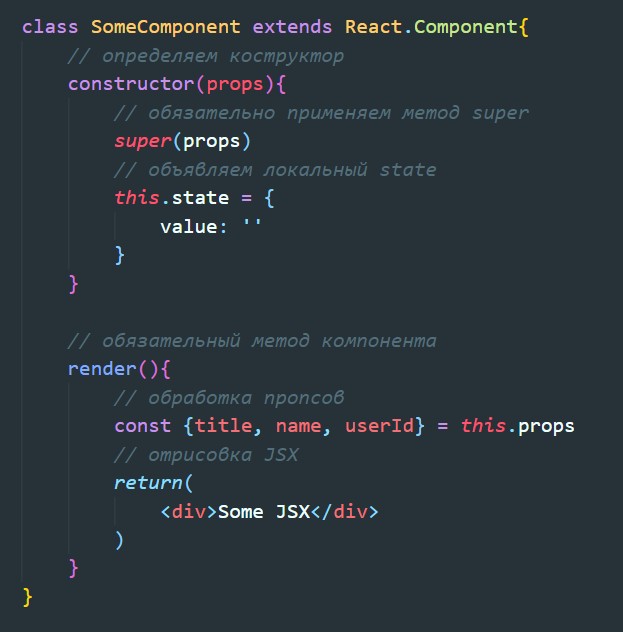 class SomeComponent extends React.Component{
// определяем коструктор
constructor(props){
// обязательно применяем метод super
super(props)
// объявляем локальный state
this.state = {
value: ''
}
}
// обязательный метод компонента
render(){
// обработка пропсов
const {title, name, userId} = this.props
// отрисовка JSX
return(
<div>Some JSX</div>
)
}
}